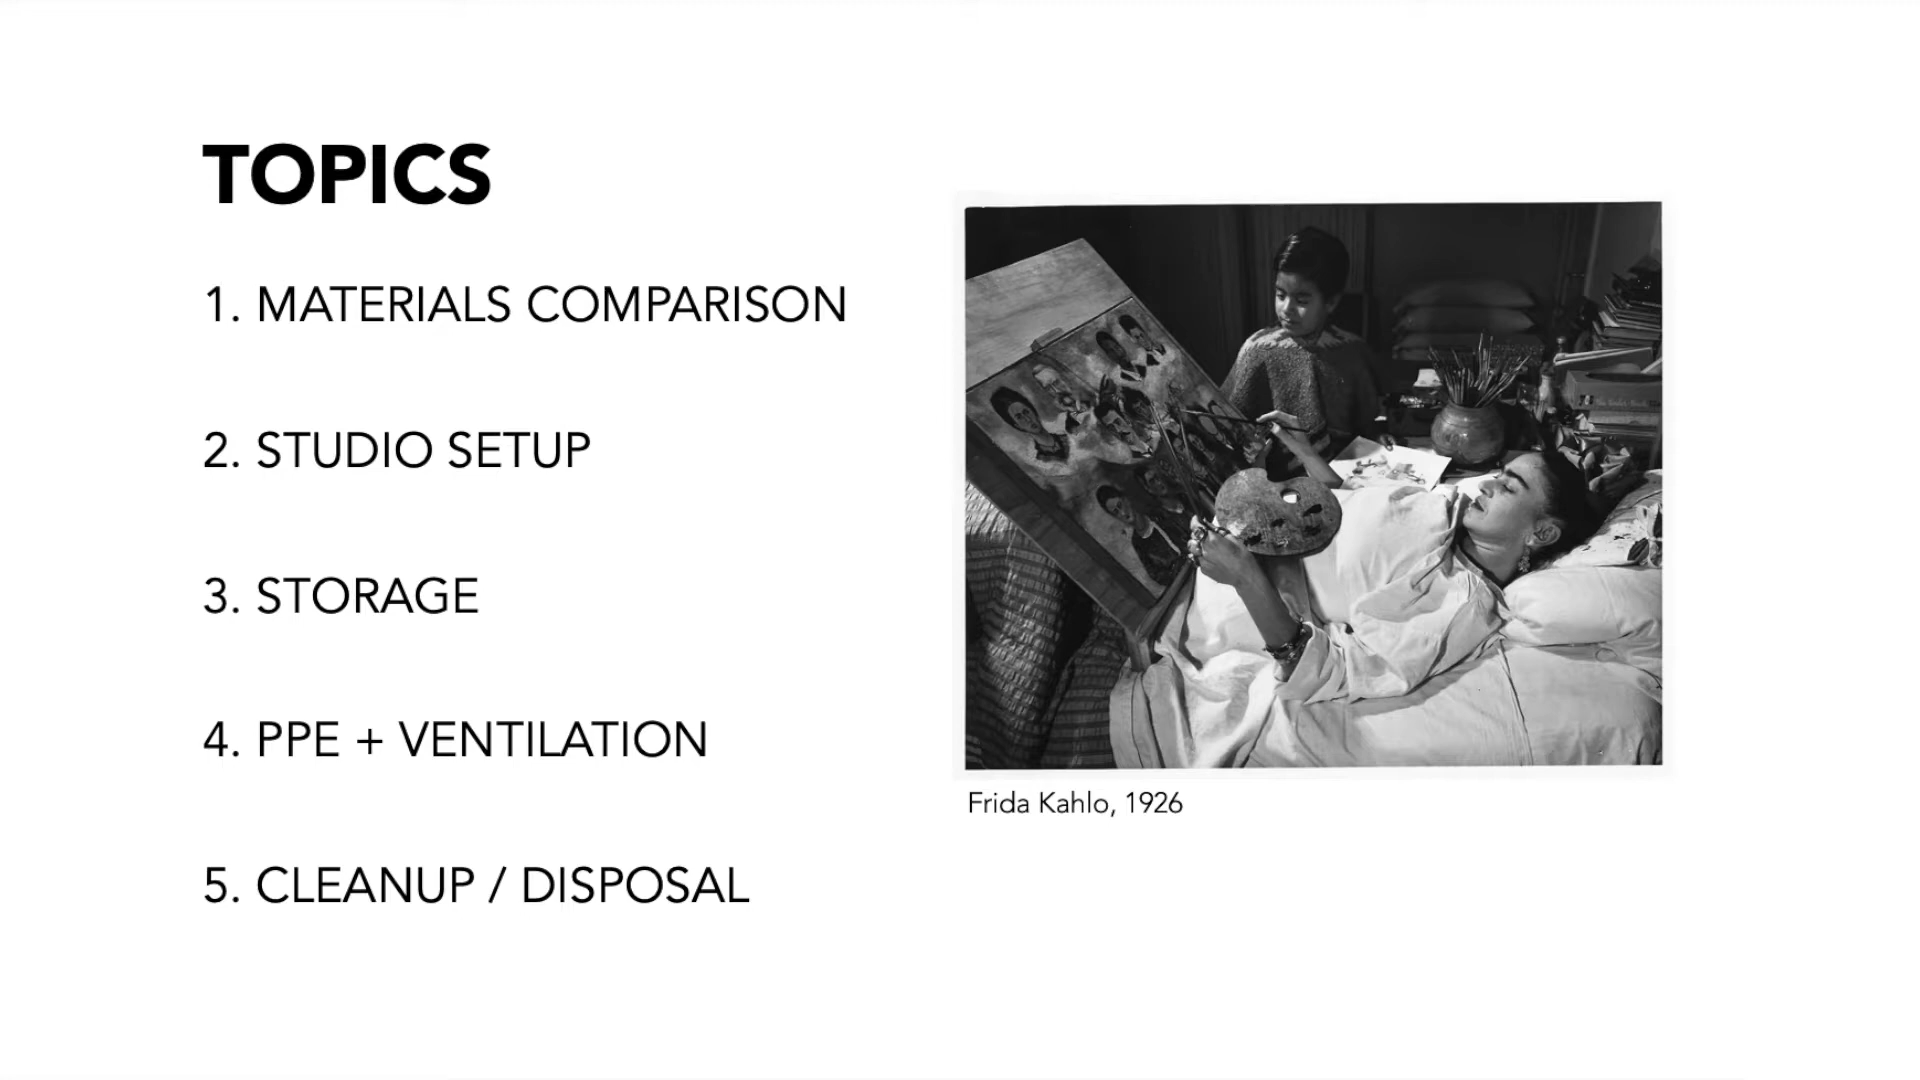 TOPICS
1. MATERIALS COMPARISON
2. STUDIO SETUP
3. STORAGE
4. PPE + VENTILATION
5. CLEANUP / DISPOSAL
Frida Kahlo, 1926